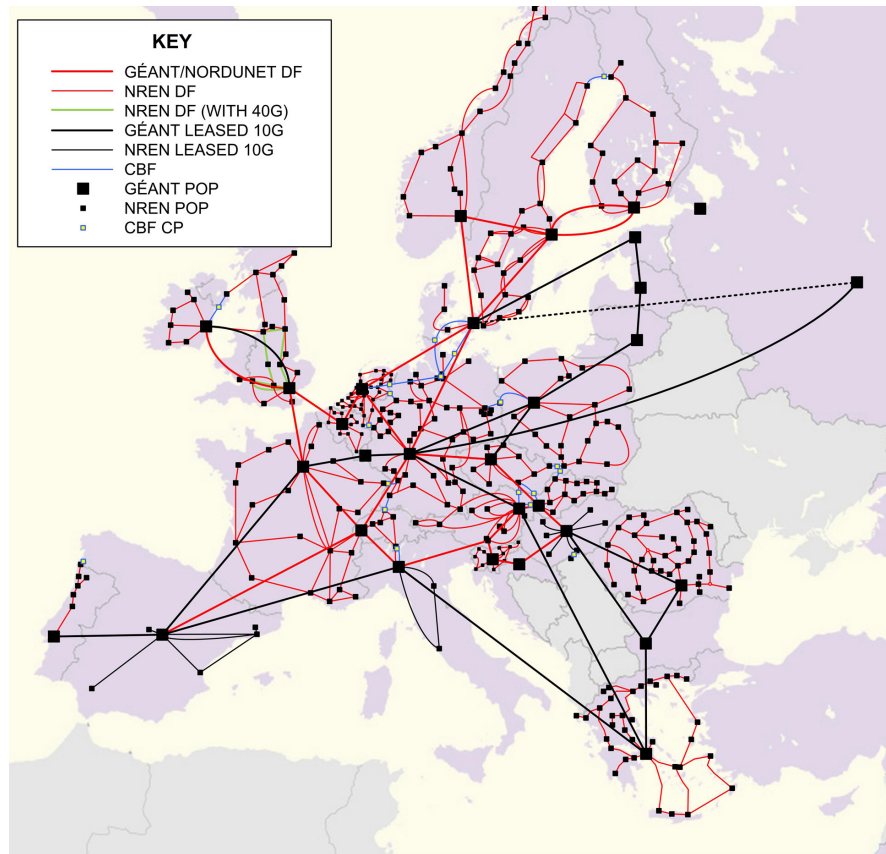 KEY
GÉANT/NORDUNET DF
NREN DF
NREN DF (WITH 40G)
GÉANT LEASED 10G
NREN LEASED 10G
CBF
GÉANT POP
NREN POP
CBF CP